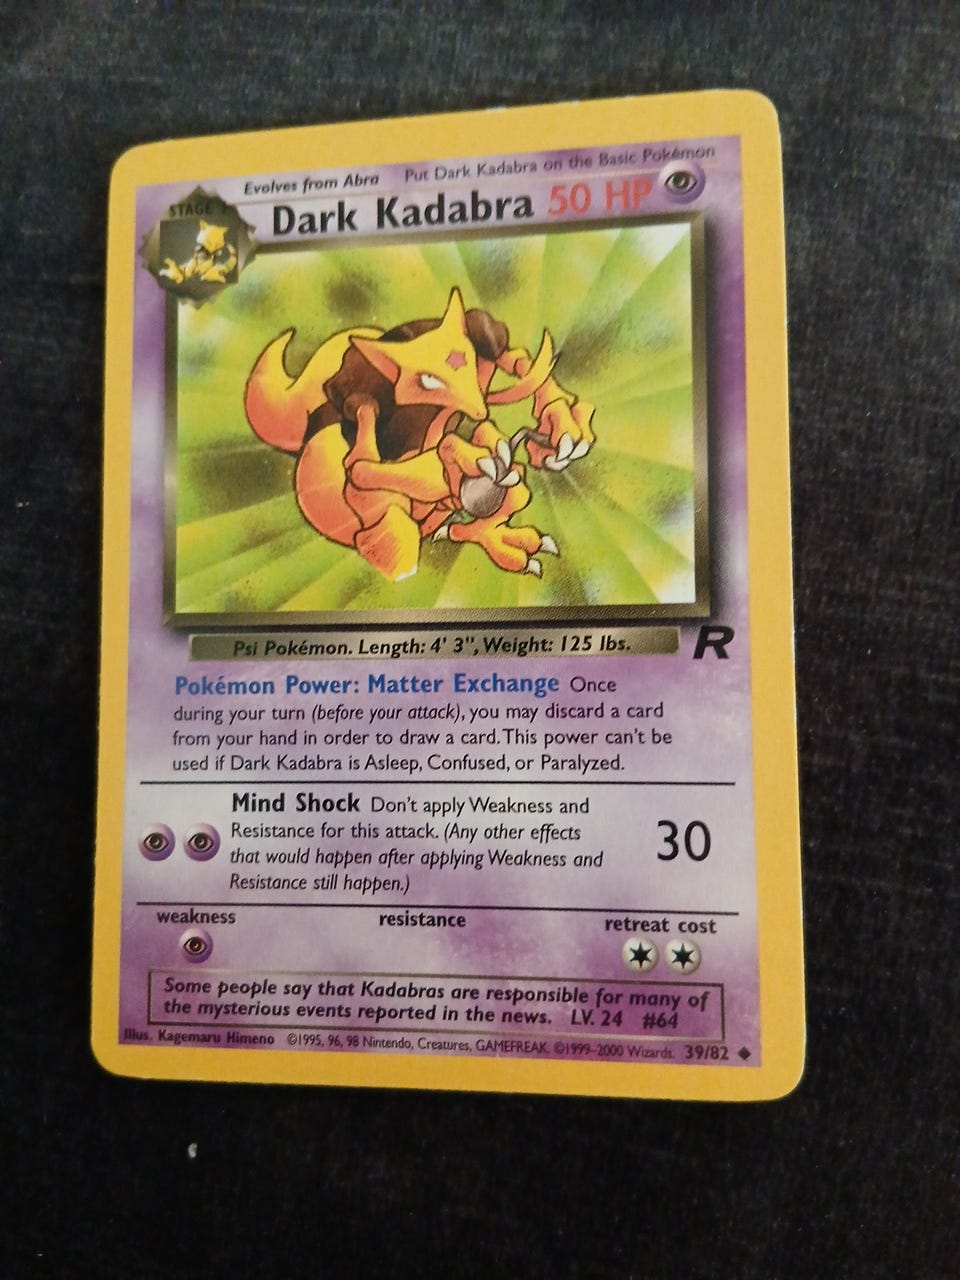 Evolves from Abra Put Dark Kadabra on the Basic Pokémon
STAGE 1
Dark Kadabra 50 HP
Psi Pokémon. Length: 4' 3", Weight: 125 lbs.
R
Pokémon Power: Matter Exchange Once
during your turn (before your attack), you may discard a card
from your hand in order to draw a card. This power can't be
used if Dark Kadabra is Asleep, Confused, or Paralyzed.
Mind Shock Don't apply Weakness and
Resistance for this attack. (Any other effects
that would happen after applying Weakness and
Resistance still happen.)
30
weakness resistance retreat cost
Some people say that Kadabras are responsible for many of
the mysterious events reported in the news. LV. 24 #64
Illus. Kagemaru Himeno ©1995, 96, 98 Nintendo, Creatures, GAMEFREAK. ©1999-2000 Wizards. 39/82